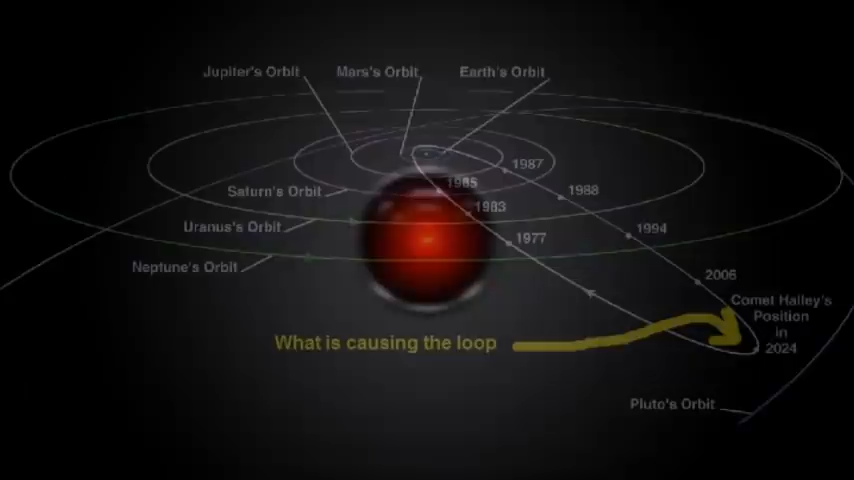 Jupiter's Orbit
Mars's Orbit
Earth's Orbit
1987
1985
1988
Saturn's Orbit
1983
Uranus's Orbit
1994
1977
Neptune's Orbit
2006
Comet Halley's
Position
in
2024
What is causing the loop
Pluto's Orbit